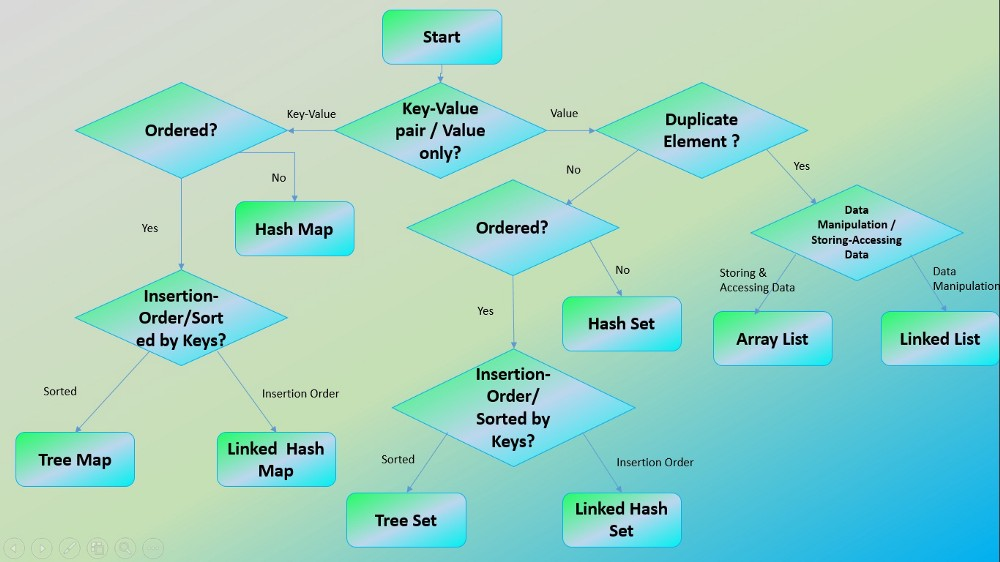 Start
Key-Value
pair / Value
only?
Key-Value
Value
Ordered?
Duplicate
Element ?
No
Hash Map
Yes
Insertion-
Order/Sort
ed by Keys?
Sorted
Insertion Order
Tree Map
Linked  Hash
Map
No
Yes
Ordered?
No
Hash Set
Yes
Insertion-
Order/
Sorted by
Keys?
Sorted
Insertion Order
Tree Set
Linked Hash
Set
Data
Manipulation /
Storing-Accessing
Data
Storing &
Accessing Data
Data
Manipulation
Array List
Linked List